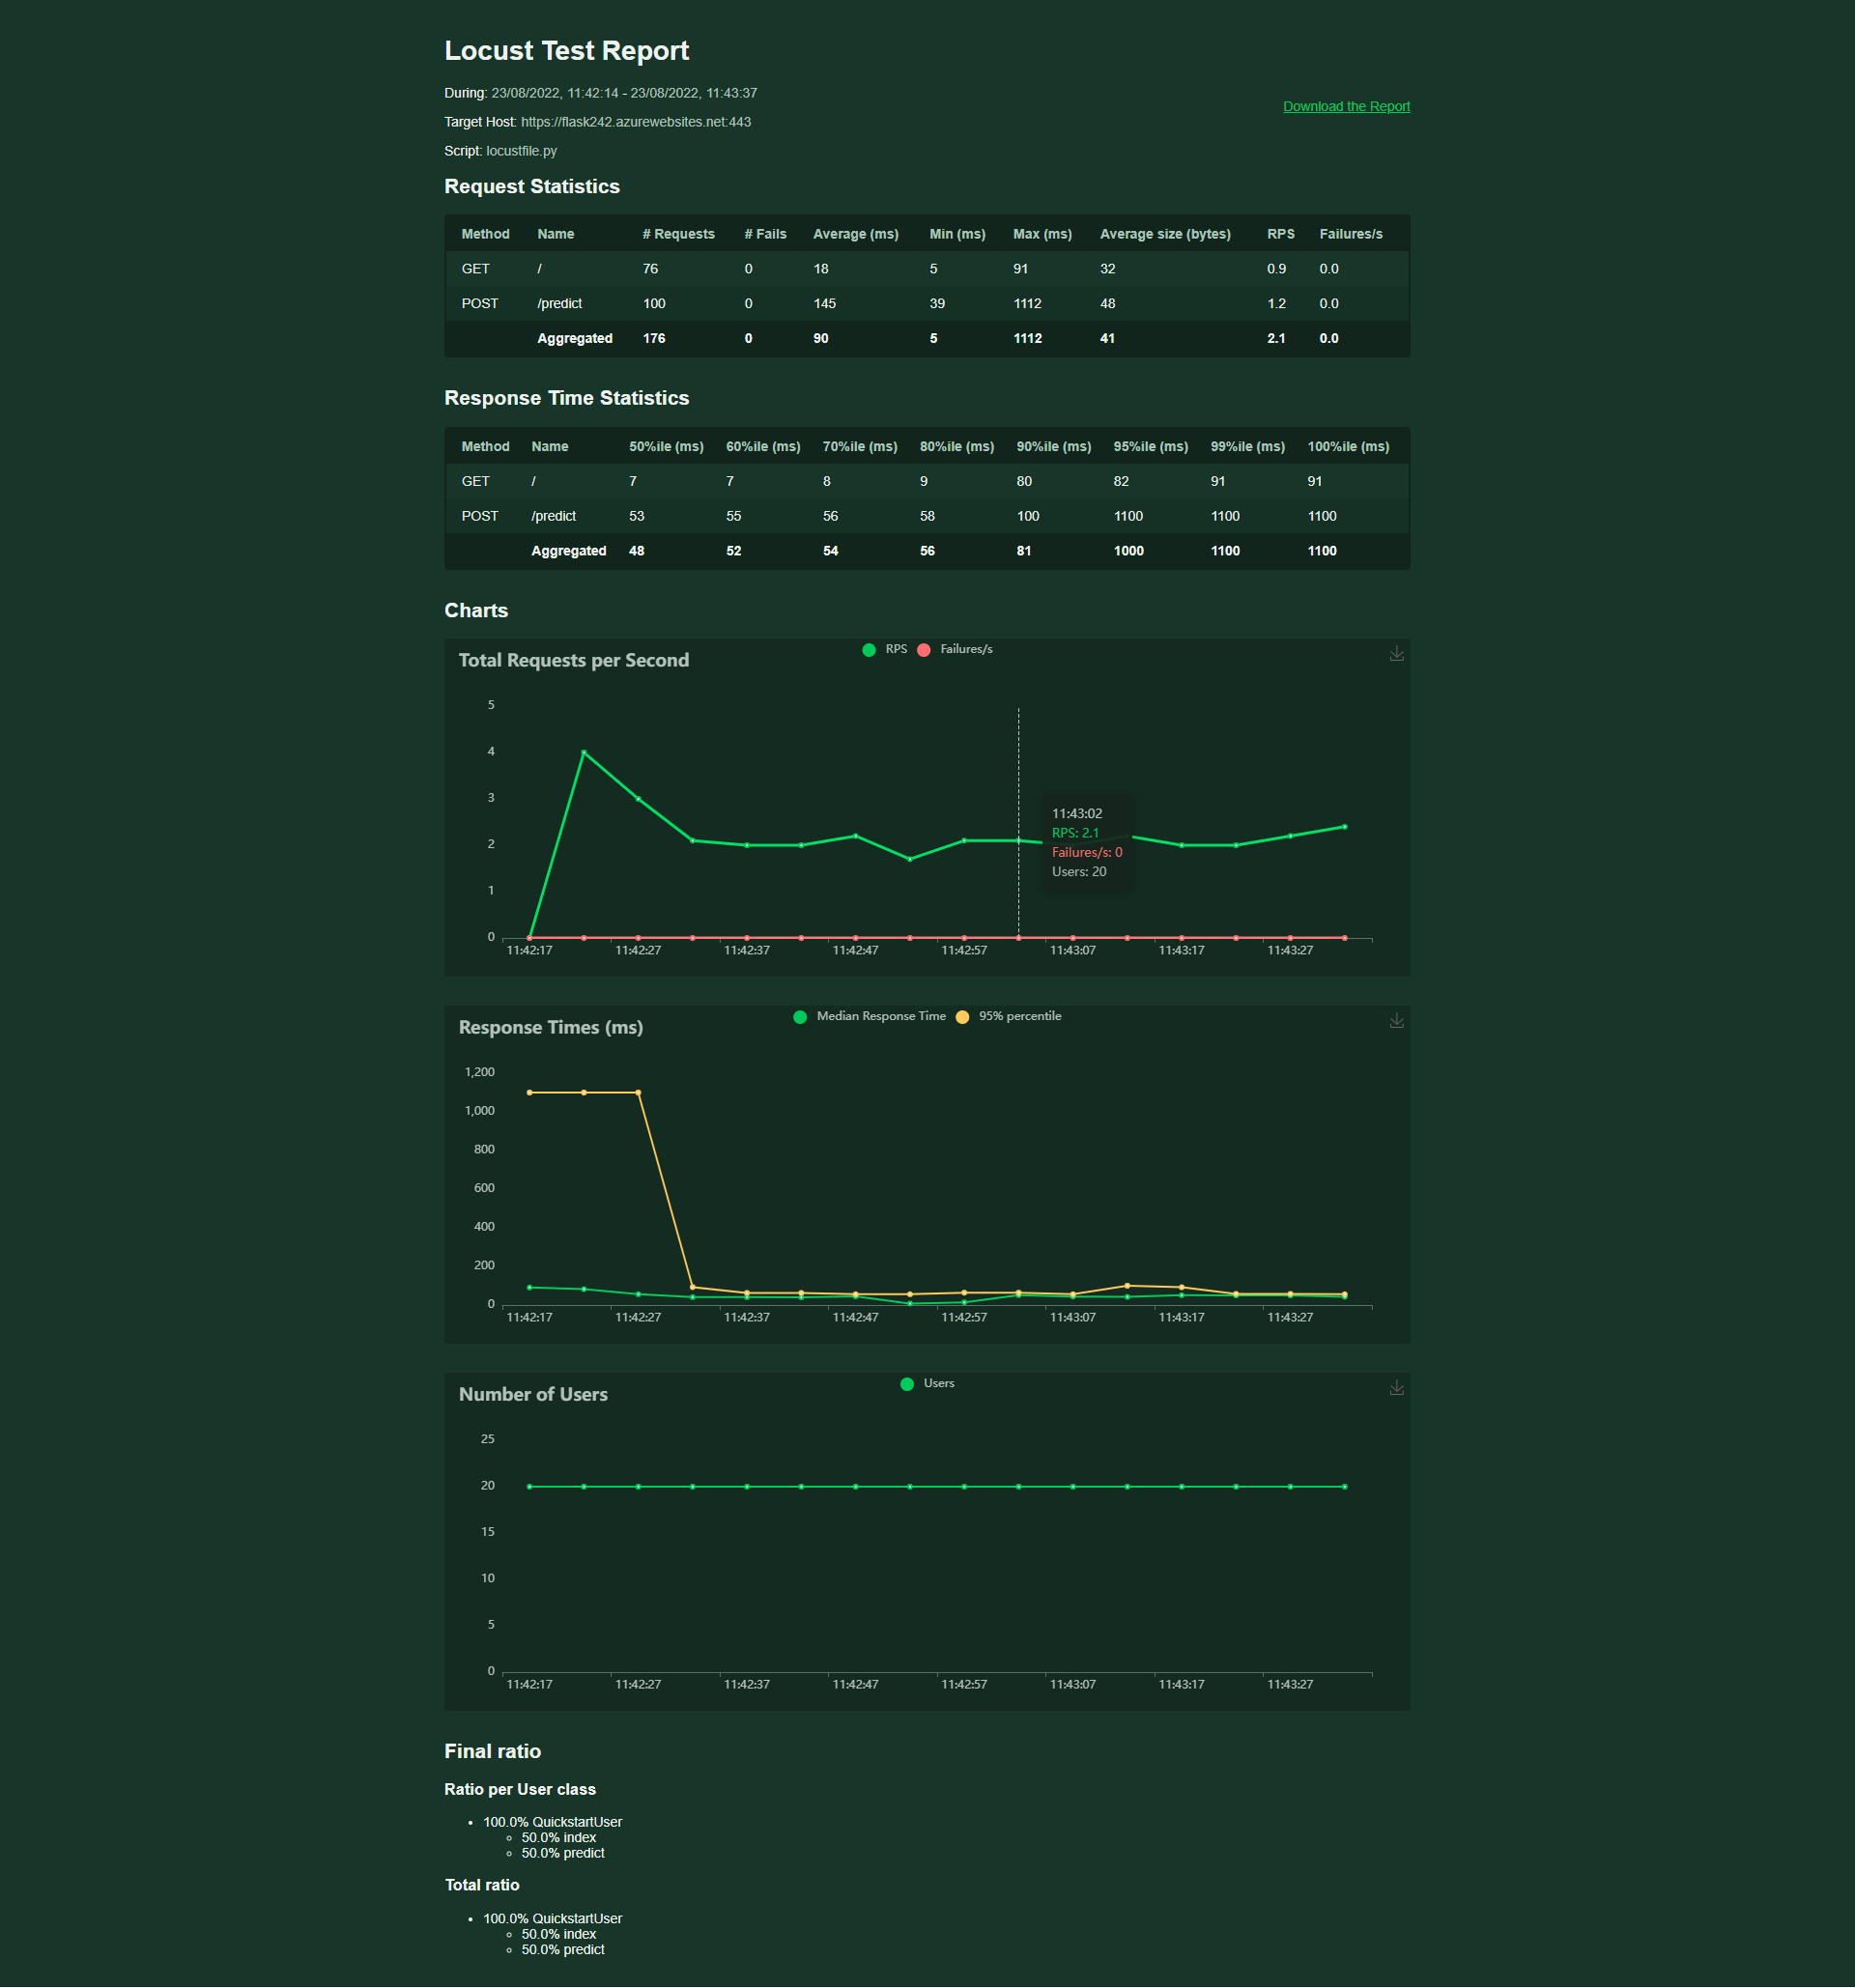 Locust Test Report
During: 23/08/2022, 11:42:14 - 23/08/2022, 11:43:37
Download the Report
Target Host: https://flask242.azurewebsites.net:443
Script: locustfile.py
Request Statistics
Method Name # Requests # Fails Average (ms) Min (ms) Max (ms) Average size (bytes) RPS Failures/s
GET / 76 0 18 5 91 32 0.9 0.0
POST /predict 100 0 145 39 1112 48 1.2 0.0
Aggregated 176 0 90 5 1112 41 2.1 0.0
Response Time Statistics
Method Name 50%ile (ms) 60%ile (ms) 70%ile (ms) 80%ile (ms) 90%ile (ms) 95%ile (ms) 99%ile (ms) 100%ile (ms)
GET / 7 7 8 9 80 82 91 91
POST /predict 53 55 56 58 100 1100 1100 1100
Aggregated 48 52 54 56 81 1000 1100 1100
Charts
RPS Failures/s
Total Requests per Second
5
4
3
2
1
0
11:43:02
RPS: 2.1
Failures/s: 0
Users: 20
11:42:17 11:42:27 11:42:37 11:42:47 11:42:57 11:43:07 11:43:17 11:43:27
Median Response Time 95% percentile
Response Times (ms)
1,200
1,000
800
600
400
200
0
11:42:17 11:42:27 11:42:37 11:42:47 11:42:57 11:43:07 11:43:17 11:43:27
Users
Number of Users
25
20
15
10
5
0
11:42:17 11:42:27 11:42:37 11:42:47 11:42:57 11:43:07 11:43:17 11:43:27
Final ratio
Ratio per User class
100.0% QuickstartUser
50.0% index
50.0% predict
Total ratio
100.0% QuickstartUser
50.0% index
50.0% predict